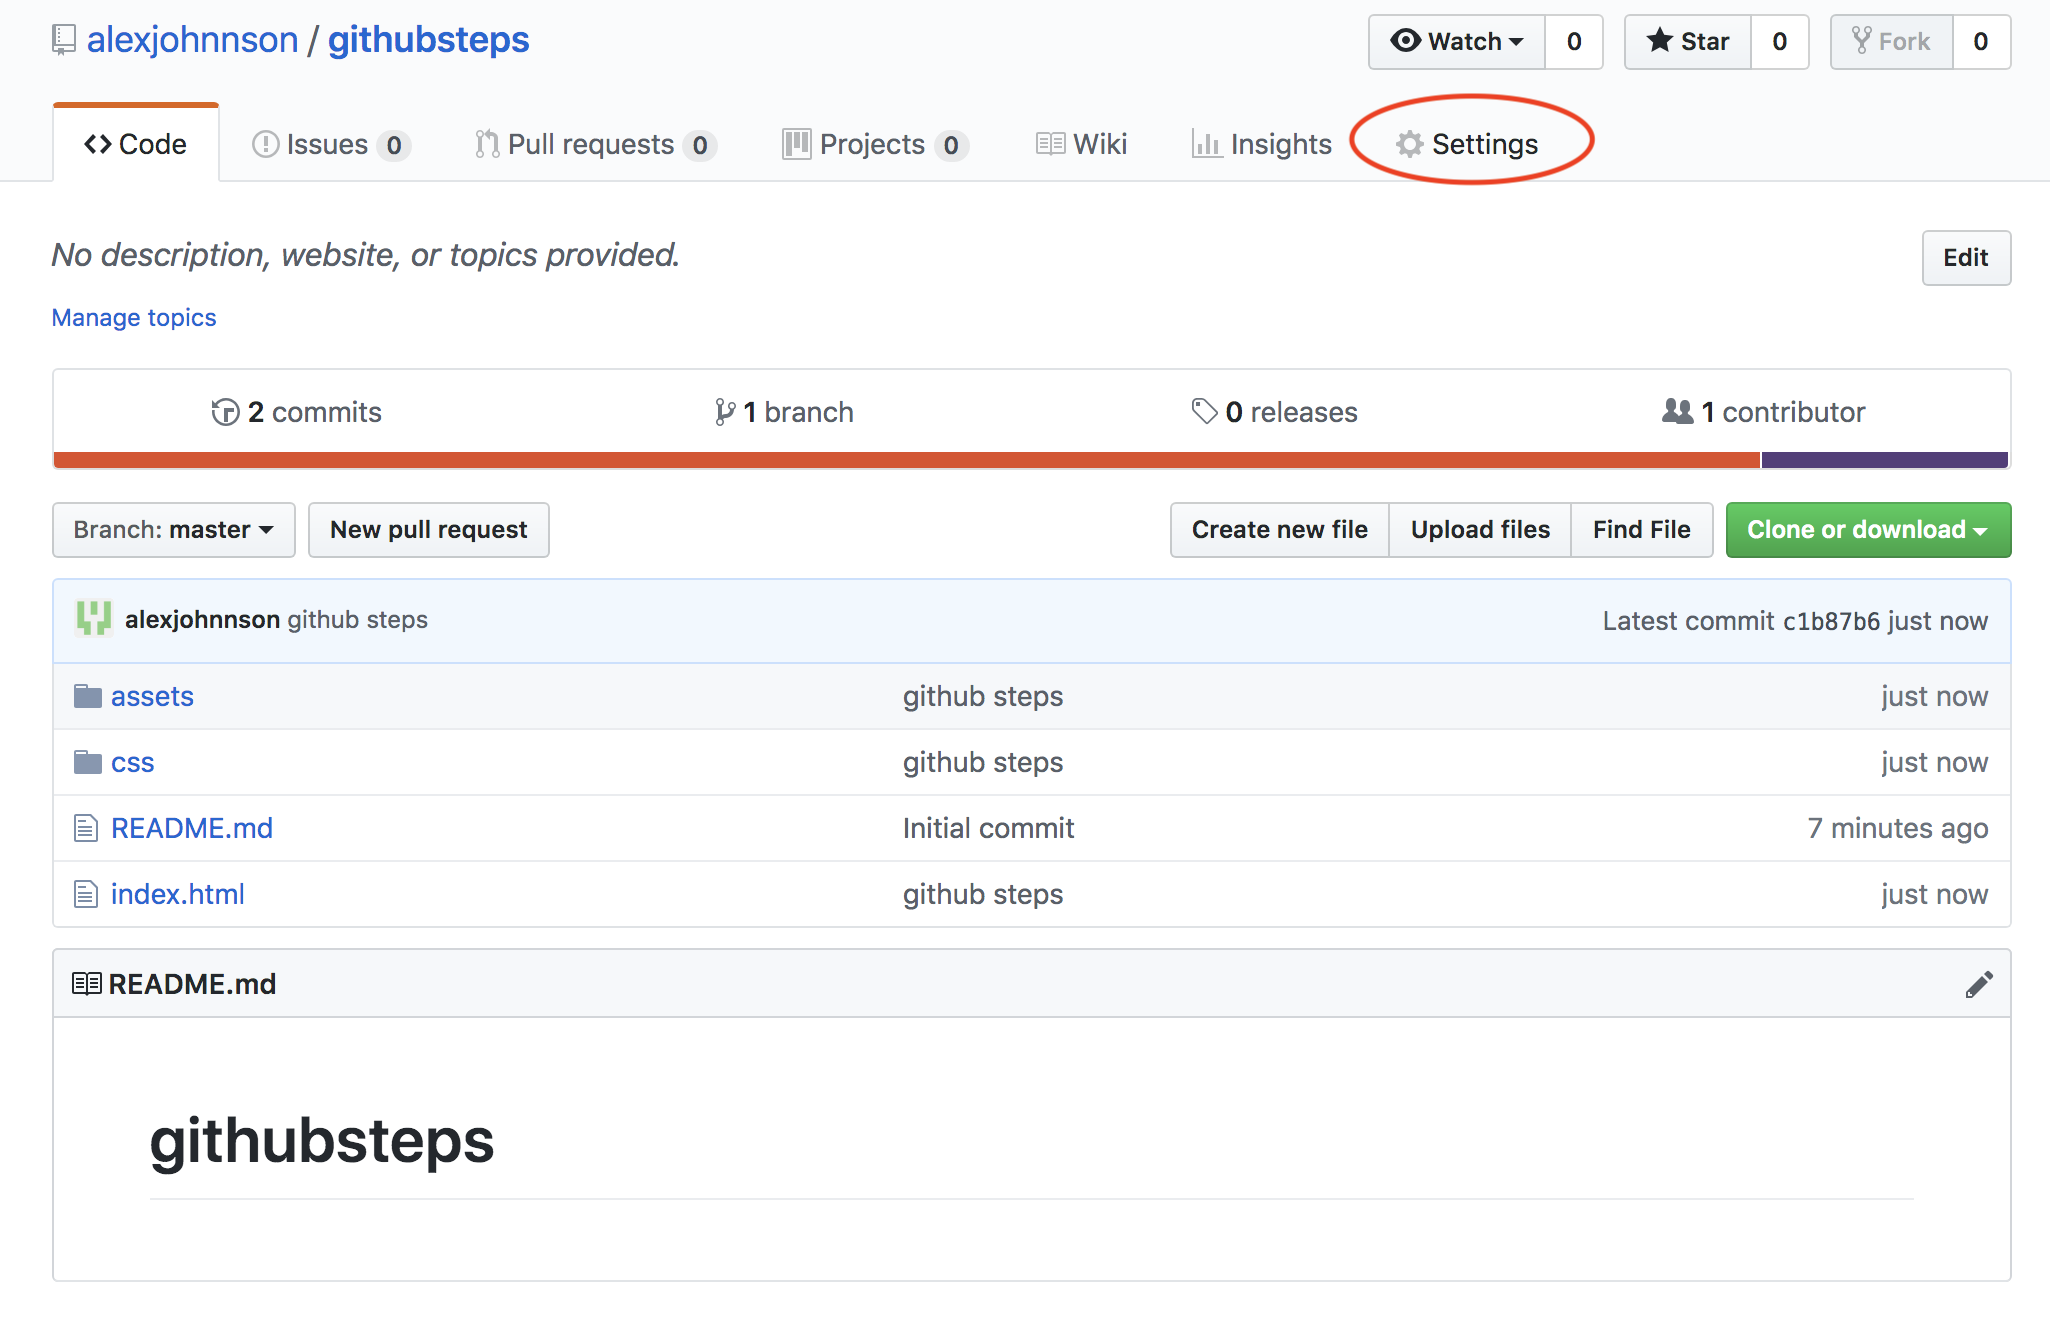 alexjohnnson / githubsteps
Watch 0 Star 0 Fork 0
Code Issues 0 Pull requests 0 Projects 0 Wiki Insights Settings
No description, website, or topics provided.
Edit
Manage topics
2 commits 1 branch 0 releases 1 contributor
Branch: master New pull request Create new file Upload files Find File Clone or download
alexjohnnson github steps Latest commit c1b87b6 just now
assets github steps just now
css github steps just now
README.md Initial commit 7 minutes ago
index.html github steps just now
README.md
githubsteps